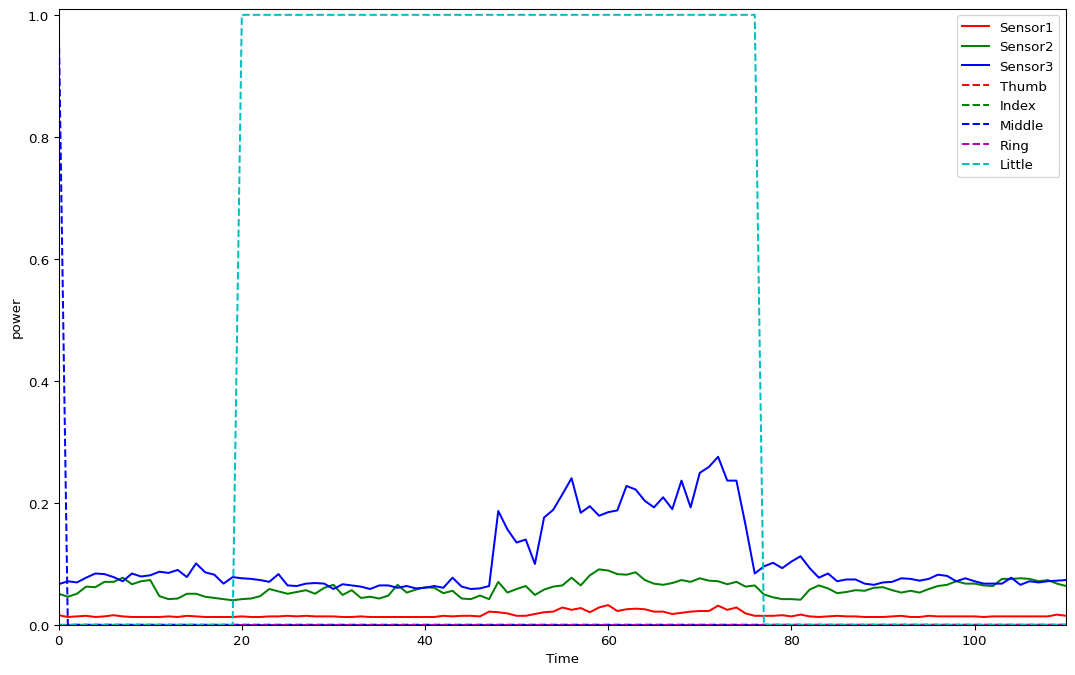 1.0
0.8
0.6
0.4
0.2
0.0
power
0
20
40
60
80
100
Time
Sensor1
Sensor2
Sensor3
Thumb
Index
Middle
Ring
Little